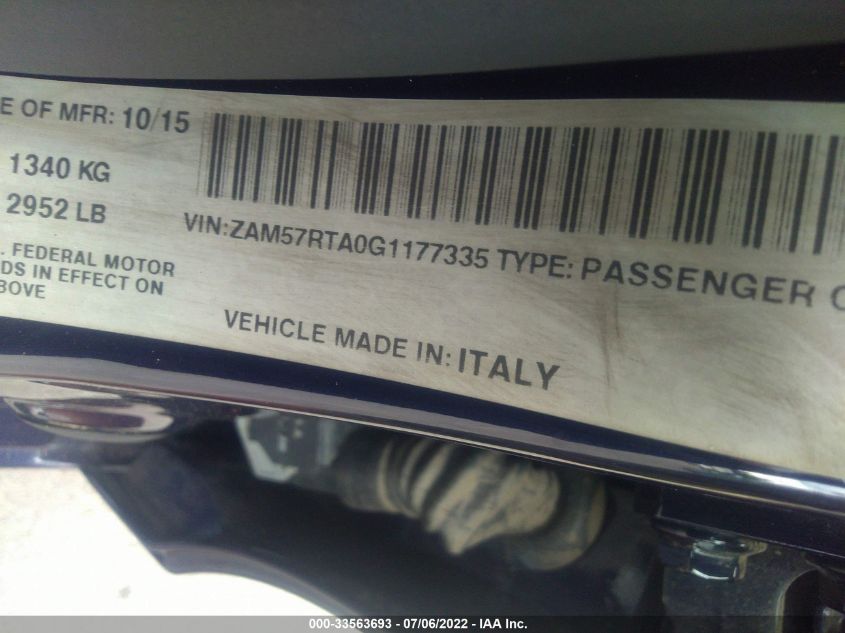 E OF MFR: 10/15
1340 KG
2952 LB
VIN:ZAM57RTA0G1177335 TYPE: PASSENGER C
. FEDERAL MOTOR
DS IN EFFECT ON
BOVE
VEHICLE MADE IN: ITALY
000-33563693 - 07/06/2022 - IAA Inc.